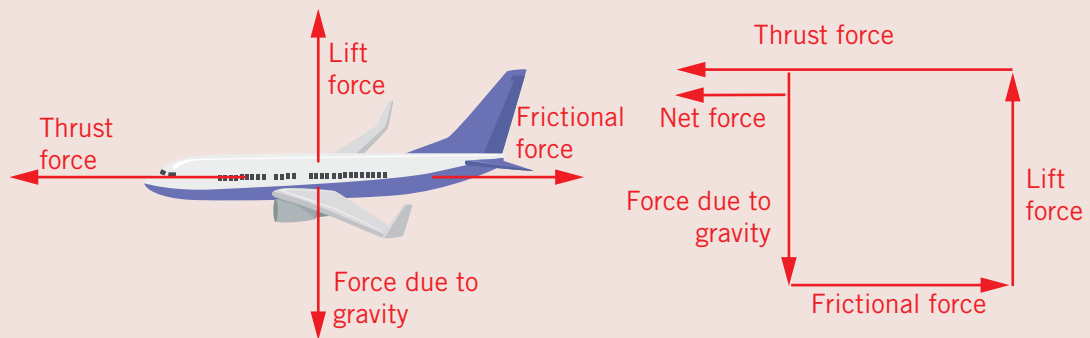 Lift
force
Thrust
force
Frictional
force
Force due to
gravity
Thrust force
Net force
Force due to
gravity
Lift
force
Frictional force